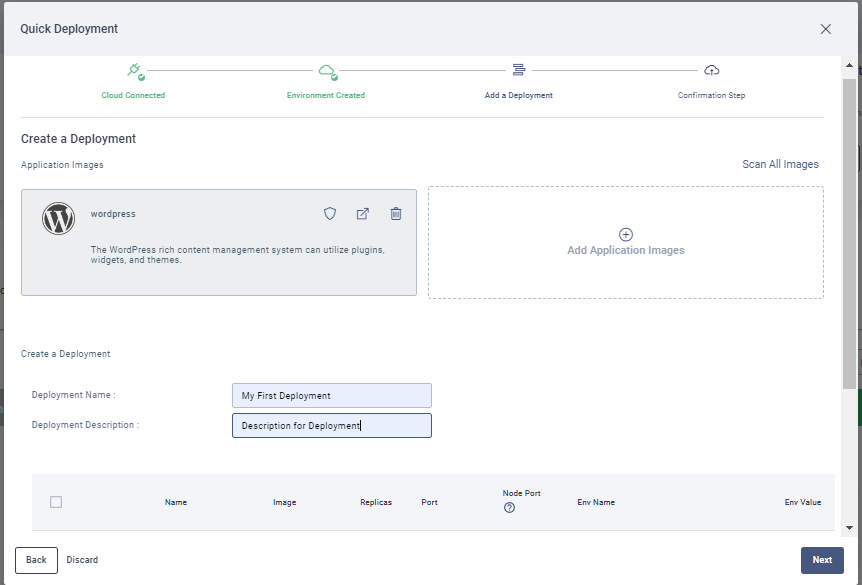 Quick Deployment
Cloud Connected
Environment Created
Add a Deployment
Confirmation Step
Create a Deployment
Application Images
Scan All Images
wordpress
The WordPress rich content management system can utilize plugins,
widgets, and themes.
Add Application Images
Create a Deployment
Deployment Name :
My First Deployment
Deployment Description :
Description for Deployment
Name
Image
Replicas
Port
Node Port
Env Name
Env Value
Back
Discard
Next